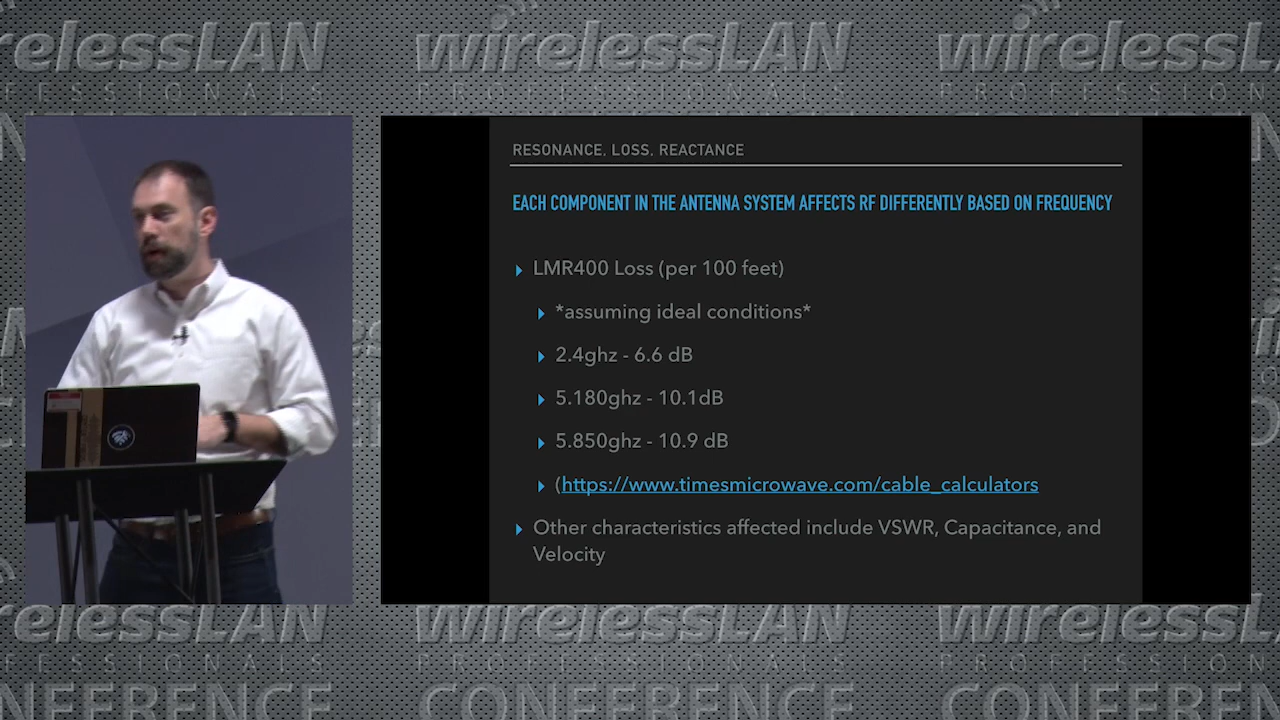 wirelessLAN
PROFESSIONALS
RESONANCE, LOSS, REACTANCE
EACH COMPONENT IN THE ANTENNA SYSTEM AFFECTS RF DIFFERENTLY BASED ON FREQUENCY
LMR400 Loss (per 100 feet)
*assuming ideal conditions*
2.4ghz - 6.6 dB
5.180ghz - 10.1dB
5.850ghz - 10.9 dB
(https://www.timesmicrowave.com/cable_calculators
Other characteristics affected include VSWR, Capacitance, and
Velocity
wirelessLAN
PROFESSIONALS
CONFERENCE